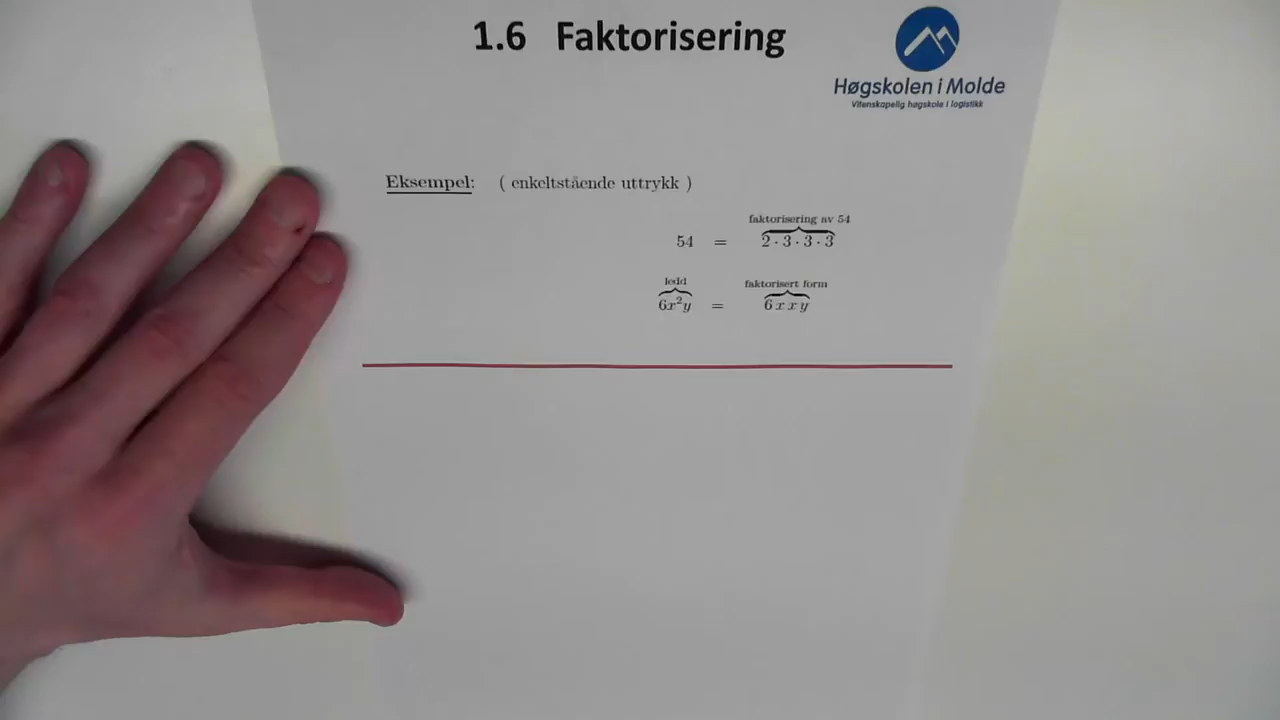 1.6 Faktorisering
Høgskolen i Molde
Vitenskapelig høgskole i logistikk
Eksempel: ( enkeltstående uttrykk )
faktorisering av 54
54 = 2 · 3 · 3 · 3
ledd faktorisert form
6x²y = 6 x x y